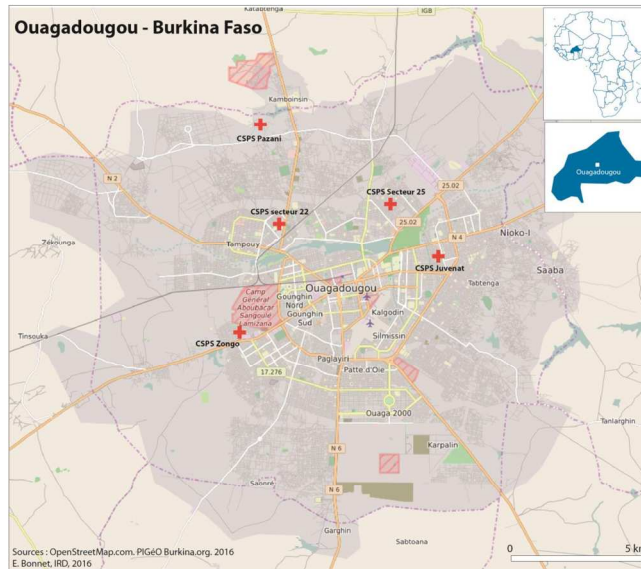 Ouagadougou - Burkina Faso
Katabtenga
IGB
Kamboinsin
CSPS Pazani
N 2
25.02
CSPS Secteur 25
CSPS secteur 22
25.02
N 4
Nioko-I
Zékounga
Tampouy
CSPS Juvenat
Saaba
Tabtenga
Ouagadougou
Camp
Général
Aboubacar
Sangoulé
Lamizana
Gounghin
Nord
Gounghin
Sud
Kalgodin
Silmissin
Tinsouka
CSPS Zongo
Paglayiri
Patte d'Oie
17.276
Ouaga 2000
Tanlarghin
Karpalin
N 6
N 6
Garghin
Sabtoana
Ouagadougou
0
5 km
Sources : OpenStreetMap.com. PIGéO Burkina.org. 2016
E. Bonnet, IRD, 2016